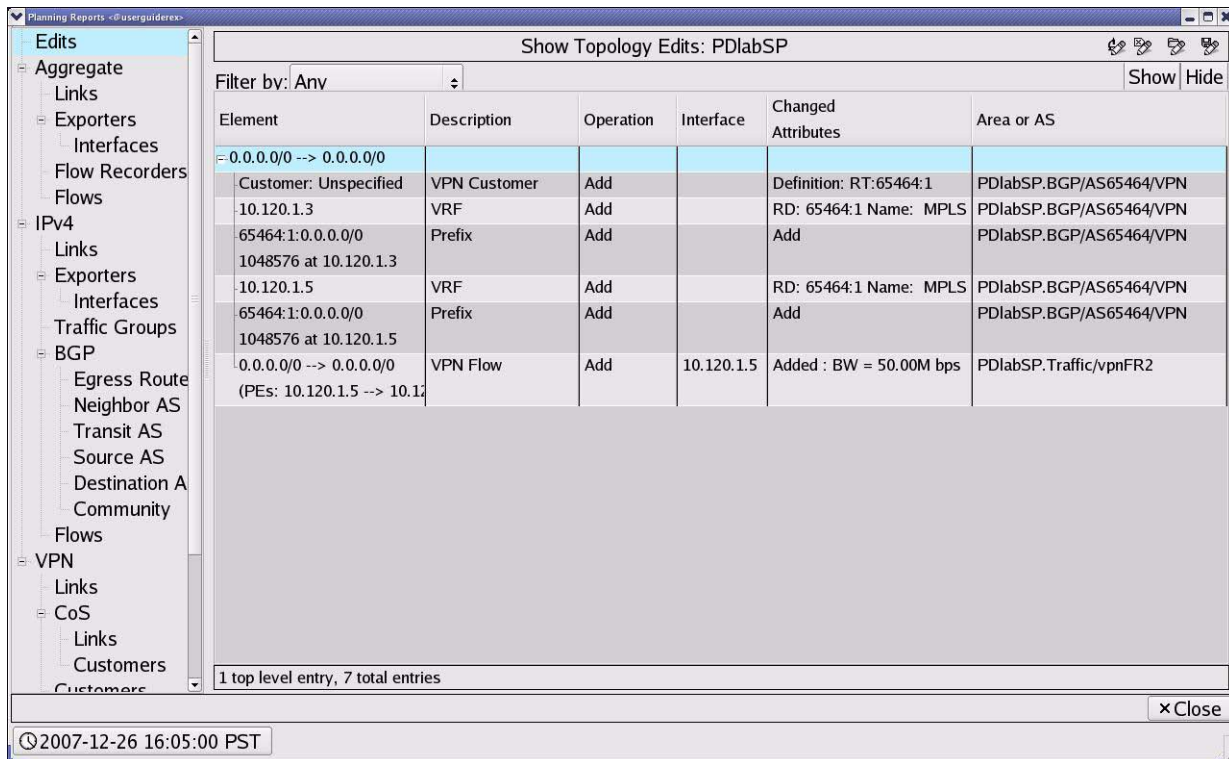 Planning Reports <@userguiderex>
Edits
Aggregate
Links
Exporters
Interfaces
Flow Recorders
Flows
IPv4
Links
Exporters
Interfaces
Traffic Groups
BGP
Egress Route
Neighbor AS
Transit AS
Source AS
Destination A
Community
Flows
VPN
Links
CoS
Links
Customers
Customers
Show Topology Edits: PDlabSP
Filter by: Any
Show Hide
Element Description Operation Interface Changed Attributes Area or AS
0.0.0.0/0 --> 0.0.0.0/0
Customer: Unspecified VPN Customer Add Definition: RT:65464:1 PDlabSP.BGP/AS65464/VPN
10.120.1.3 VRF Add RD: 65464:1 Name: MPLS PDlabSP.BGP/AS65464/VPN
65464:1:0.0.0.0/0 Prefix Add Add PDlabSP.BGP/AS65464/VPN
1048576 at 10.120.1.3
10.120.1.5 VRF Add RD: 65464:1 Name: MPLS PDlabSP.BGP/AS65464/VPN
65464:1:0.0.0.0/0 Prefix Add Add PDlabSP.BGP/AS65464/VPN
1048576 at 10.120.1.5
0.0.0.0/0 --> 0.0.0.0/0 VPN Flow Add 10.120.1.5 Added : BW = 50.00M bps PDlabSP.Traffic/vpnFR2
(PEs: 10.120.1.5 --> 10.12
1 top level entry, 7 total entries
Close
2007-12-26 16:05:00 PST